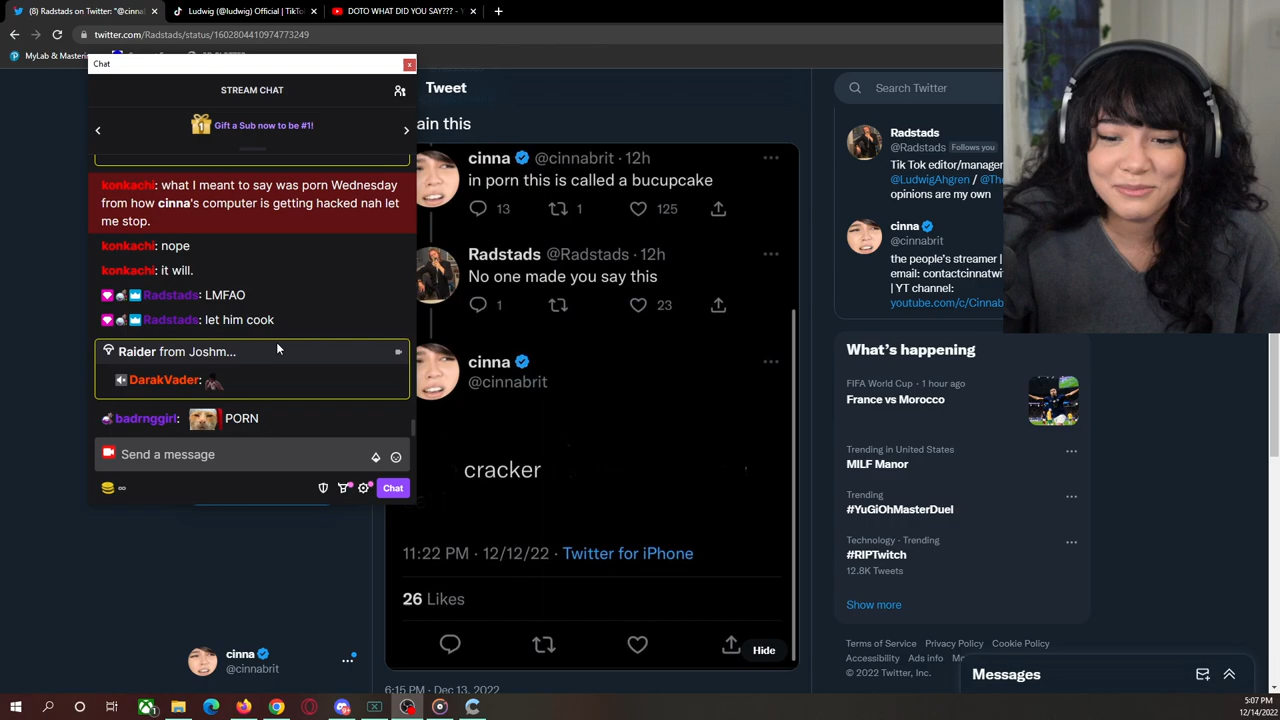 (8) Radstads on Twitter: "@cinna
Ludwig (@ludwig) Official | TikTo
DOTO WHAT DID YOU SAY??? -
twitter.com/Radstads/status/1602804410974773249
MyLab & Masteri
Chat
STREAM CHAT
1
Gift a Sub now to be #1!
konkachi: what I meant to say was porn Wednesday
from how cinna's computer is getting hacked nah let
me stop.
konkachi: nope
konkachi: it will.
Radstads: LMFAO
Radstads: let him cook
Raider from Joshm...
DarakVader:
badrnggirl: PORN
Send a message
∞
Chat
Tweet
ain this
cinna @cinnabrit · 12h
in porn this is called a bucupcake
13 1 125
Radstads @Radstads · 12h
No one made you say this
1 23
cinna
@cinnabrit
cracker
11:22 PM · 12/12/22 · Twitter for iPhone
26 Likes
Hide
6:15 PM · Dec 13, 2022
cinna
@cinnabrit
Search Twitter
Radstads
@Radstads Follows you
Tik Tok editor/manager
@LudwigAhgren / @The
opinions are my own
cinna
@cinnabrit
the people's streamer |
email: contactcinnatwi
| YT channel:
youtube.com/c/Cinnab
What's happening
FIFA World Cup · 1 hour ago
France vs Morocco
Trending in United States
MILF Manor
Trending
#YuGiOhMasterDuel
Technology · Trending
#RIPTwitch
12.8K Tweets
Show more
Terms of Service Privacy Policy Cookie Policy
Accessibility Ads info Mo
© 2022 Twitter, Inc.
Messages
5:07 PM
12/14/2022